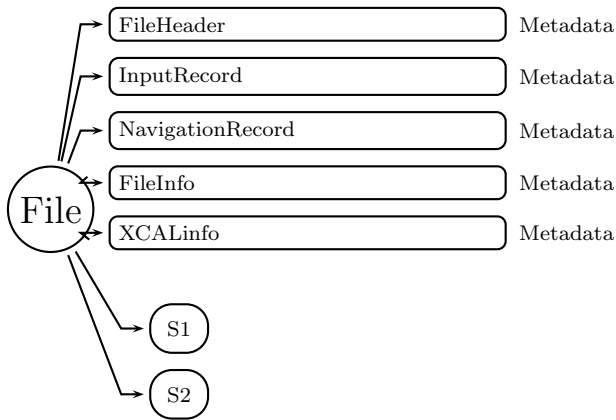 FileHeader Metadata
InputRecord Metadata
NavigationRecord Metadata
FileInfo Metadata
File
XCALinfo Metadata
S1
S2